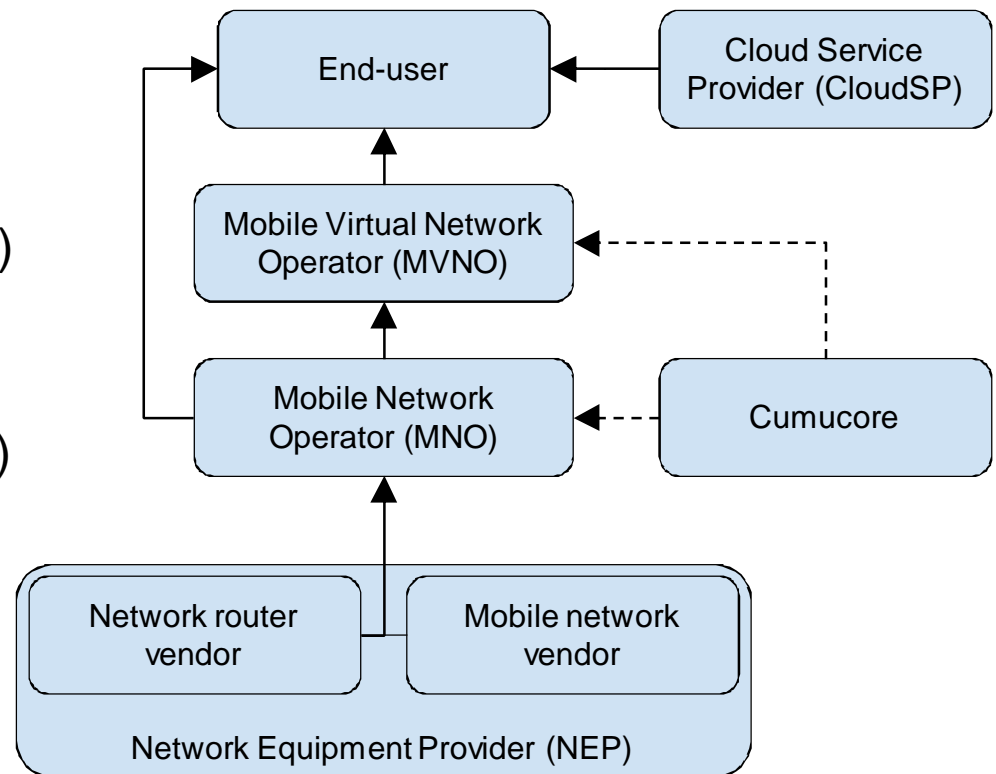 End-user
Cloud Service
Provider (CloudSP)
Mobile Virtual Network
Operator (MVNO)
)
Mobile Network
Operator (MNO)
Cumucore
)
Network router
vendor
Mobile network
vendor
Network Equipment Provider (NEP)